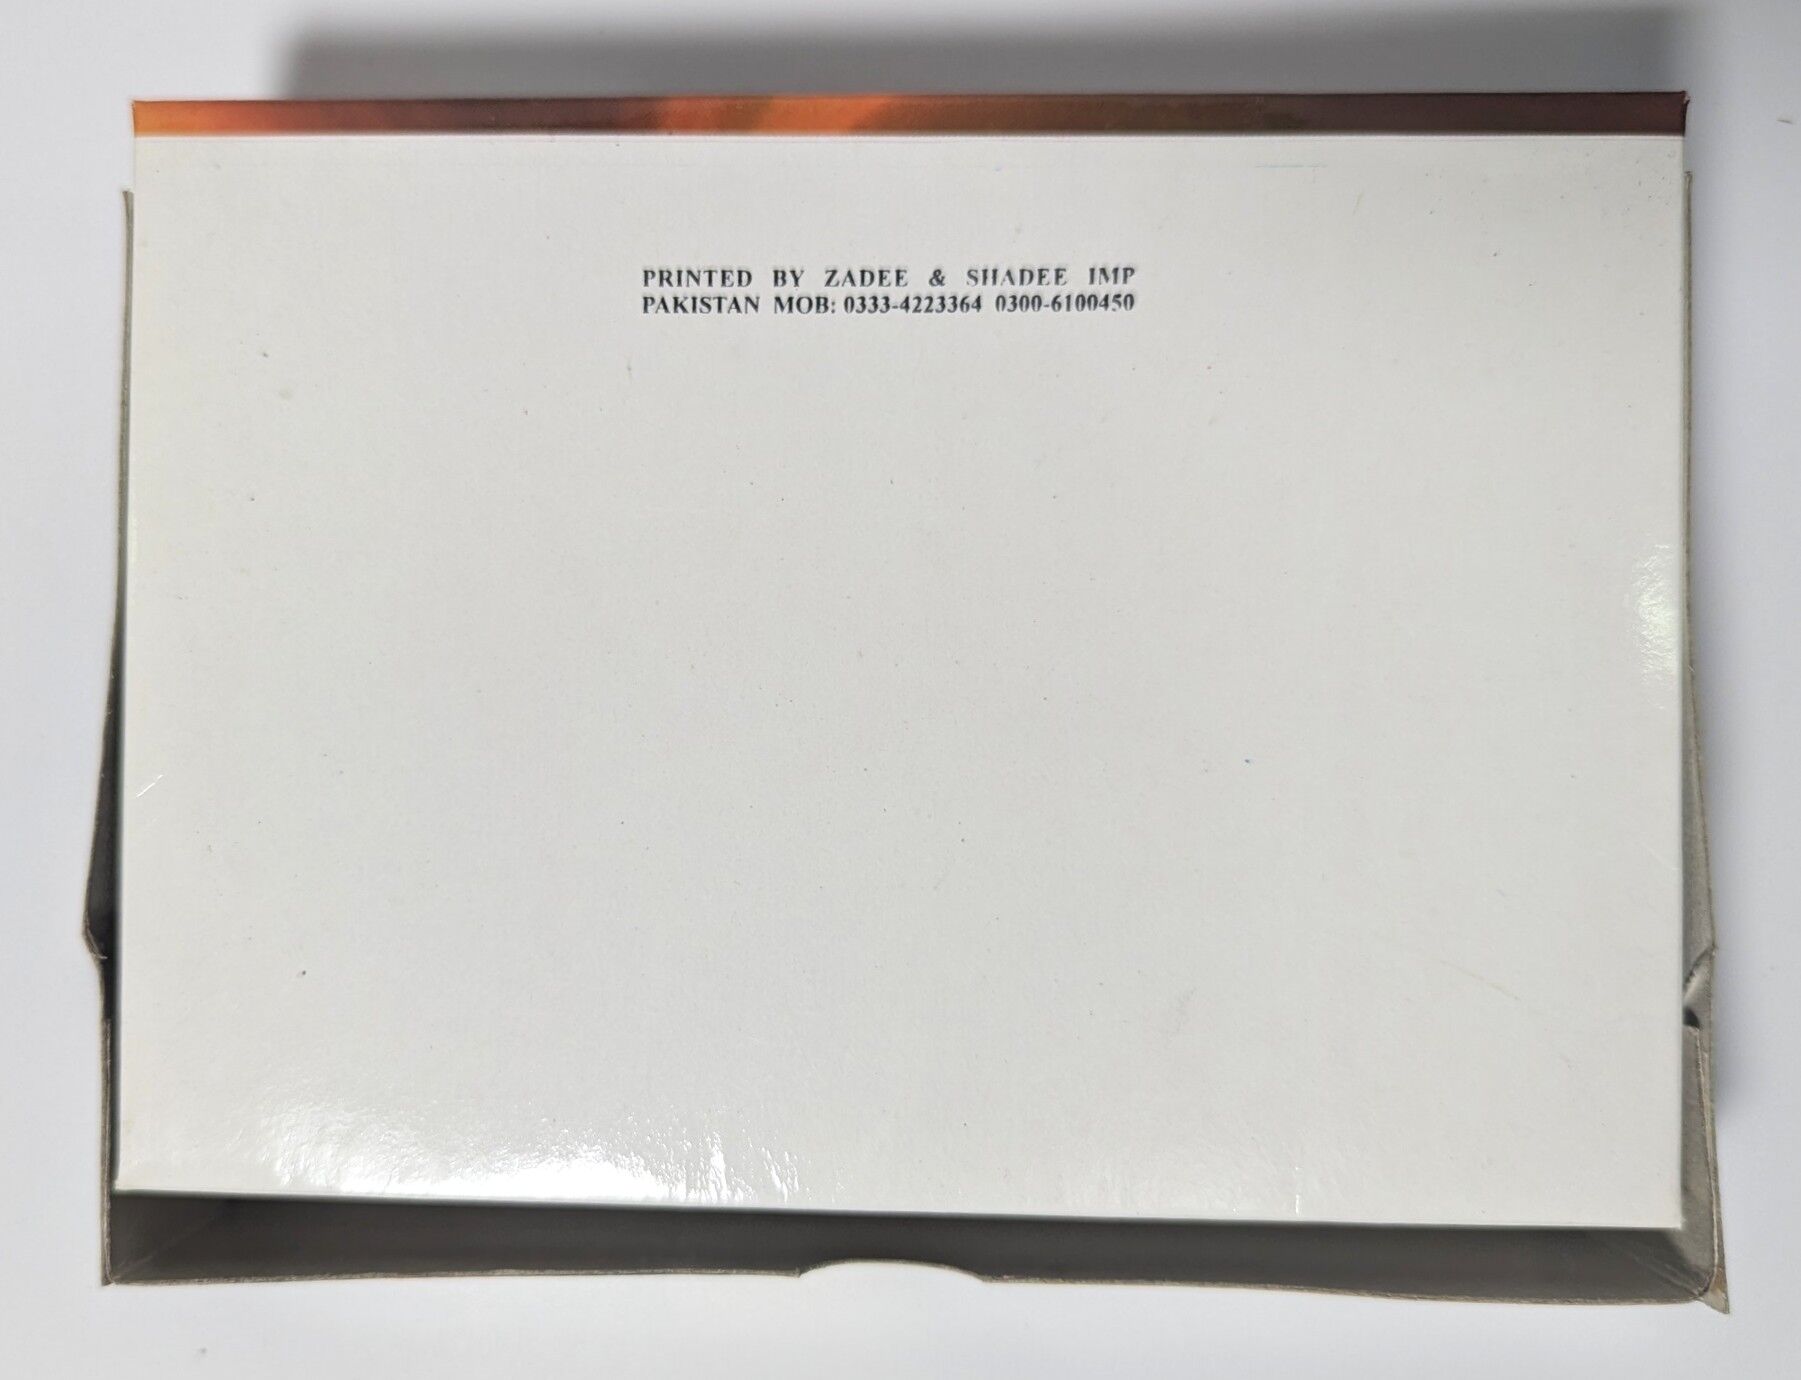 PRINTED BY ZADEE & SHADEE IMP
PAKISTAN MOB: 0333-4223364 0300-6100450